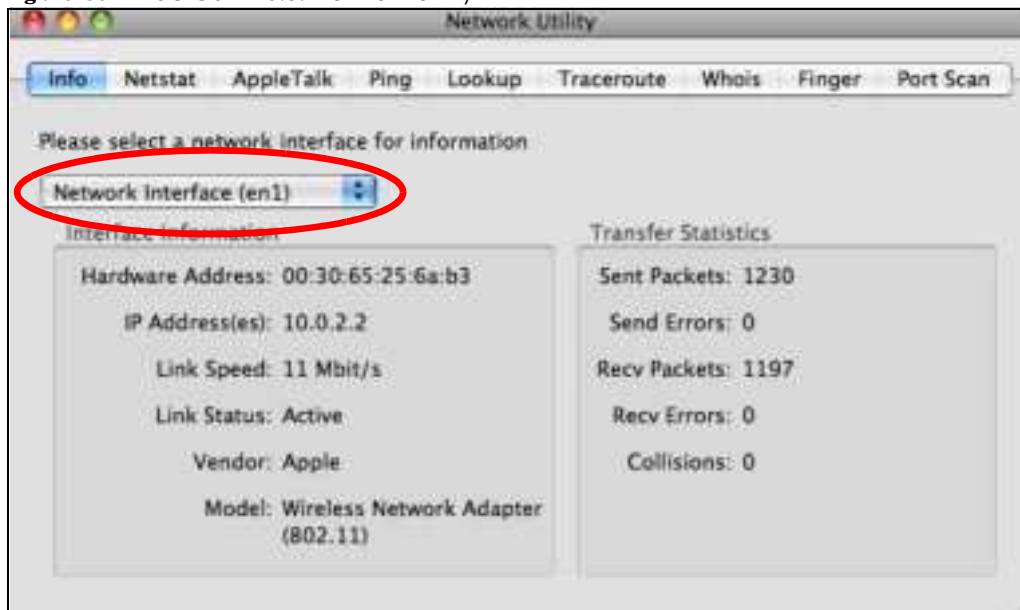 Network Utility
Info Netstat AppleTalk Ping Lookup Traceroute Whois Finger Port Scan
Please select a network interface for information
Network Interface (en1)
Interface Information
Hardware Address: 00:30:65:25:6a:b3
IP Address(es): 10.0.2.2
Link Speed: 11 Mbit/s
Link Status: Active
Vendor: Apple
Model: Wireless Network Adapter
(802.11)
Transfer Statistics
Sent Packets: 1230
Send Errors: 0
Recv Packets: 1197
Recv Errors: 0
Collisions: 0